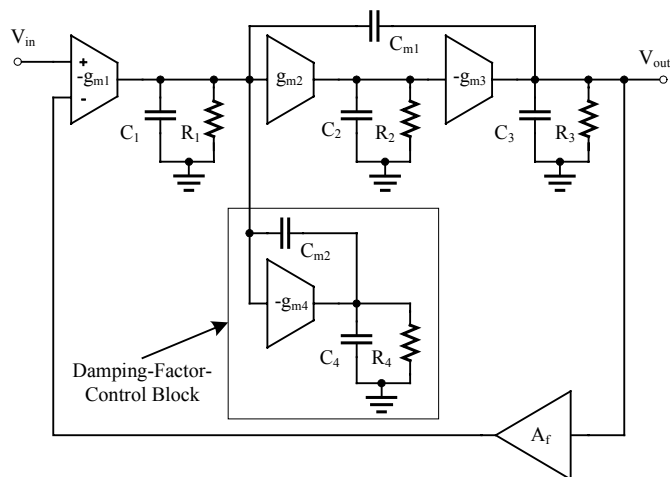 V_in
V_out
+
-
-g_m1
g_m2
-g_m3
C_m1
C_1
R_1
C_2
R_2
C_3
R_3
C_m2
-g_m4
C_4
R_4
Damping-Factor-
Control Block
A_f